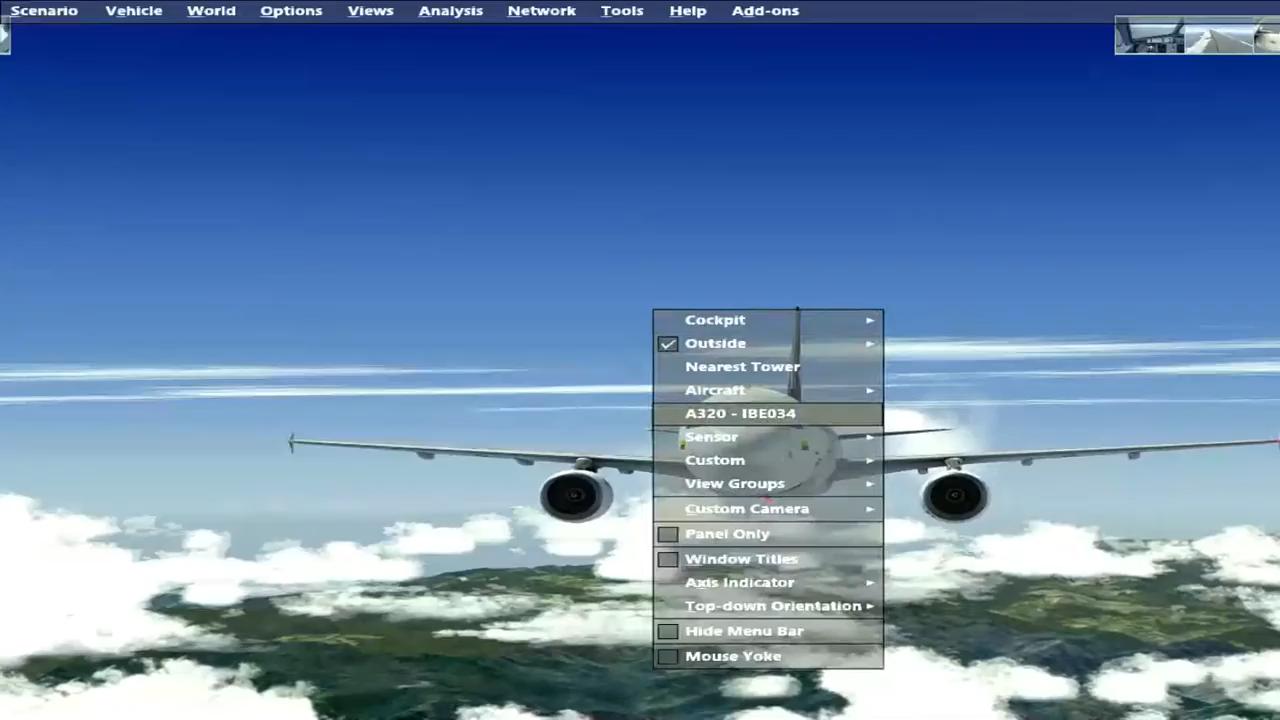 Scenario Vehicle World Options Views Analysis Network Tools Help Add-ons
Cockpit
Outside
Nearest Tower
Aircraft
A320 - IBE034
Sensor
Custom
View Groups
Custom Camera
Panel Only
Window Titles
Axis Indicator
Top-down Orientation
Hide Menu Bar
Mouse Yoke